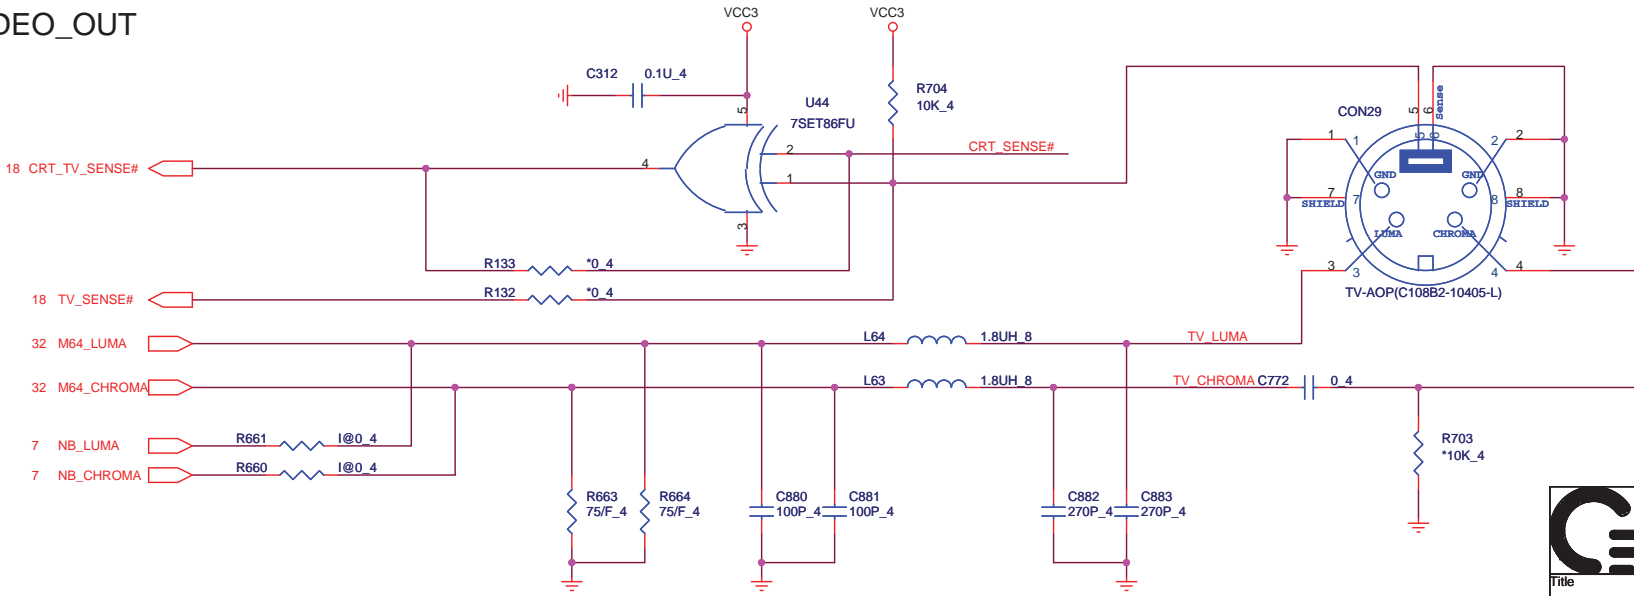 DEO_OUT
VCC3
VCC3
C312 0.1U_4
R704
10K_4
U44
7SET86FU
5
2
1
4
3
CRT_SENSE#
18 CRT_TV_SENSE#
R133 *0_4
18 TV_SENSE#
R132 *0_4
CON29
5 6 Sense
5 6
1 1
2 2
GND GND
7 7
SHIELD
8 8
SHIELD
LUMA CHROMA
3 3
4 4
TV-AOP(C108B2-10405-L)
32 M64_LUMA
L64 1.8UH_8
TV_LUMA
32 M64_CHROMA
L63 1.8UH_8
TV_CHROMA C772 0_4
7 NB_LUMA
R661 I@0_4
7 NB_CHROMA
R660 I@0_4
R703
*10K_4
R663
75/F_4
R664
75/F_4
C880
100P_4
C881
100P_4
C882
270P_4
C883
270P_4
Title